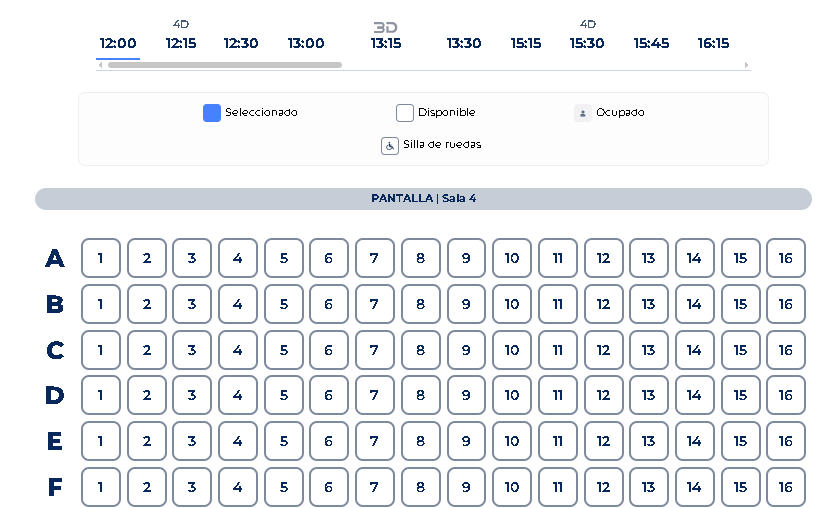 4D 3D 4D
12:00 12:15 12:30 13:00 13:15 13:30 15:15 15:30 15:45 16:15
Seleccionado Disponible Ocupado
Silla de ruedas
PANTALLA | Sala 4
A 1 2 3 4 5 6 7 8 9 10 11 12 13 14 15 16
B 1 2 3 4 5 6 7 8 9 10 11 12 13 14 15 16
C 1 2 3 4 5 6 7 8 9 10 11 12 13 14 15 16
D 1 2 3 4 5 6 7 8 9 10 11 12 13 14 15 16
E 1 2 3 4 5 6 7 8 9 10 11 12 13 14 15 16
F 1 2 3 4 5 6 7 8 9 10 11 12 13 14 15 16